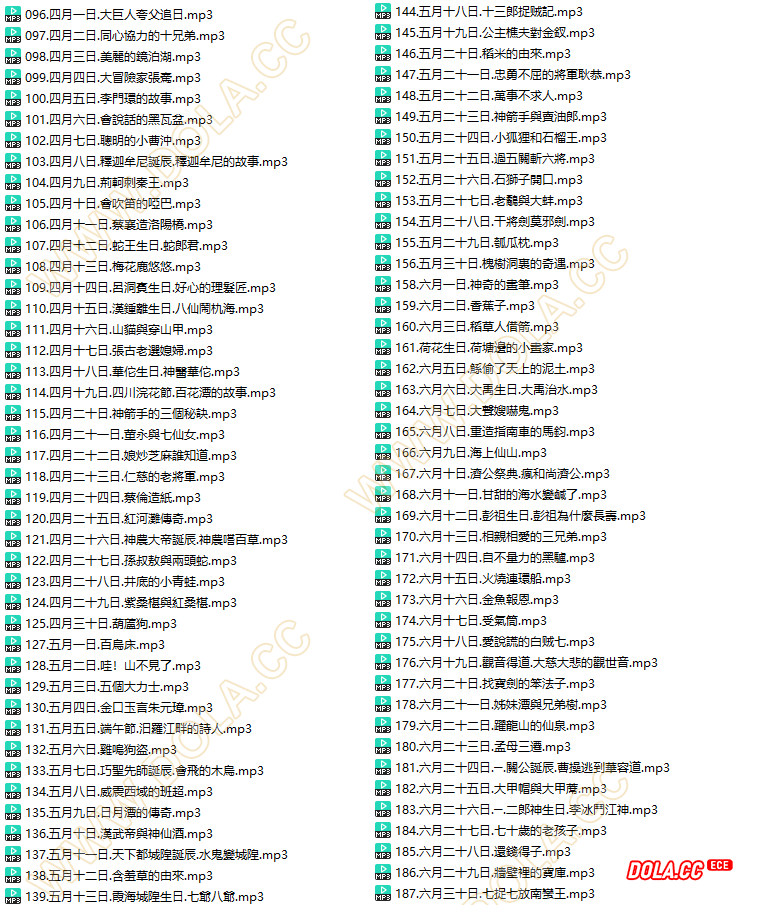 096.四月一日.大巨人夸父追日.mp3
097.四月二日.同心協力的十兄弟.mp3
098.四月三日.美麗的鏡泊湖.mp3
099.四月四日.大冒險家張騫.mp3
100.四月五日.李門環的故事.mp3
101.四月六日.會說話的黑瓦盆.mp3
102.四月七日.聰明的小曹沖.mp3
103.四月八日.釋迦牟尼誕辰.釋迦牟尼的故事.mp3
104.四月九日.荊軻刺秦王.mp3
105.四月十日.會吹笛的啞巴.mp3
106.四月十一日.蔡襄造洛陽橋.mp3
107.四月十二日.蛇王生日.蛇郎君.mp3
108.四月十三日.梅花鹿悠悠.mp3
109.四月十四日.呂洞賓生日.好心的理髮匠.mp3
110.四月十五日.漢鍾離生日.八仙鬧東海.mp3
111.四月十六日.山貓與穿山甲.mp3
112.四月十七日.張古老選媳婦.mp3
113.四月十八日.華佗生日.神醫華佗.mp3
114.四月十九日.四川浣花節.百花潭的故事.mp3
115.四月二十日.神箭手的三個秘訣.mp3
116.四月二十一日.董永與七仙女.mp3
117.四月二十二日.娘炒芝麻誰知道.mp3
118.四月二十三日.仁慈的老將軍.mp3
119.四月二十四日.蔡倫造紙.mp3
120.四月二十五日.紅河灘傳奇.mp3
121.四月二十六日.神農大帝誕辰.神農嚐百草.mp3
122.四月二十七日.孫叔敖與兩頭蛇.mp3
123.四月二十八日.井底的小青蛙.mp3
124.四月二十九日.紫桑椹與紅桑椹.mp3
125.四月三十日.葫蘆狗.mp3
127.五月一日.百鳥床.mp3
128.五月二日.哇！山不見了.mp3
129.五月三日.五個大力士.mp3
130.五月四日.金口玉言朱元璋.mp3
131.五月五日.端午節.汨羅江畔的詩人.mp3
132.五月六日.雞鳴狗盜.mp3
133.五月七日.巧聖先師誕辰.會飛的木鳥.mp3
134.五月八日.威震西域的班超.mp3
135.五月九日.日月潭的傳奇.mp3
136.五月十日.漢武帝與神仙酒.mp3
137.五月十一日.天下都城隍誕辰.水鬼變城隍.mp3
138.五月十二日.含羞草的由來.mp3
139.五月十三日.霞海城隍生日.七爺八爺.mp3
144.五月十八日.十三郎捉賊記.mp3
145.五月十九日.公主樵夫對金釵.mp3
146.五月二十日.稻米的由來.mp3
147.五月二十一日.忠勇不屈的將軍耿恭.mp3
148.五月二十二日.萬事不求人.mp3
149.五月二十三日.神箭手與賣油郎.mp3
150.五月二十四日.小狐狸和石榴王.mp3
151.五月二十五日.過五關斬六將.mp3
152.五月二十六日.石獅子開口.mp3
153.五月二十七日.老鷸與大蚌.mp3
154.五月二十八日.干將劍莫邪劍.mp3
155.五月二十九日.瓠瓜枕.mp3
156.五月三十日.槐樹洞裏的奇遇.mp3
158.六月一日.神奇的畫筆.mp3
159.六月二日.香蕉子.mp3
160.六月三日.稻草人借箭.mp3
161.荷花生日.荷塘邊的小畫家.mp3
162.六月五日.鯀偷了天上的泥土.mp3
163.六月六日.大禹生日.大禹治水.mp3
164.六月七日.大聲嫂嚇鬼.mp3
165.六月八日.重造指南車的馬鈞.mp3
166.六月九日.海上仙山.mp3
167.六月十日.濟公祭典.瘋和尚濟公.mp3
168.六月十一日.甘甜的海水變鹹了.mp3
169.六月十二日.彭祖生日.彭祖為什麼長壽.mp3
170.六月十三日.相親相愛的三兄弟.mp3
171.六月十四日.自不量力的黑驢.mp3
172.六月十五日.火燒連環船.mp3
173.六月十六日.金魚報恩.mp3
174.六月十七日.受氣筒.mp3
175.六月十八日.愛說謊的白賊七.mp3
176.六月十九日.觀音得道.大慈大悲的觀世音.mp3
177.六月二十日.找寶劍的笨法子.mp3
178.六月二十一日.姊妹潭與兄弟樹.mp3
179.六月二十二日.躍龍山的仙泉.mp3
180.六月二十三日.孟母三遷.mp3
181.六月二十四日.一.關公誕辰.曹操逃到華容道.mp3
182.六月二十五日.大甲帽與大甲蓆.mp3
183.六月二十六日.一.二郎神生日.李冰鬥江神.mp3
184.六月二十七日.七十歲的老孩子.mp3
185.六月二十八日.還錢得子.mp3
186.六月二十九日.牆壁裡的寶庫.mp3
187.六月三十日.七捉七放南蠻王.mp3
WWW.DOLA.CC
WWW.DOLA.CC
WWW.DOLA.CC
WWW.DOLA.CC
DOLA.CC ECE